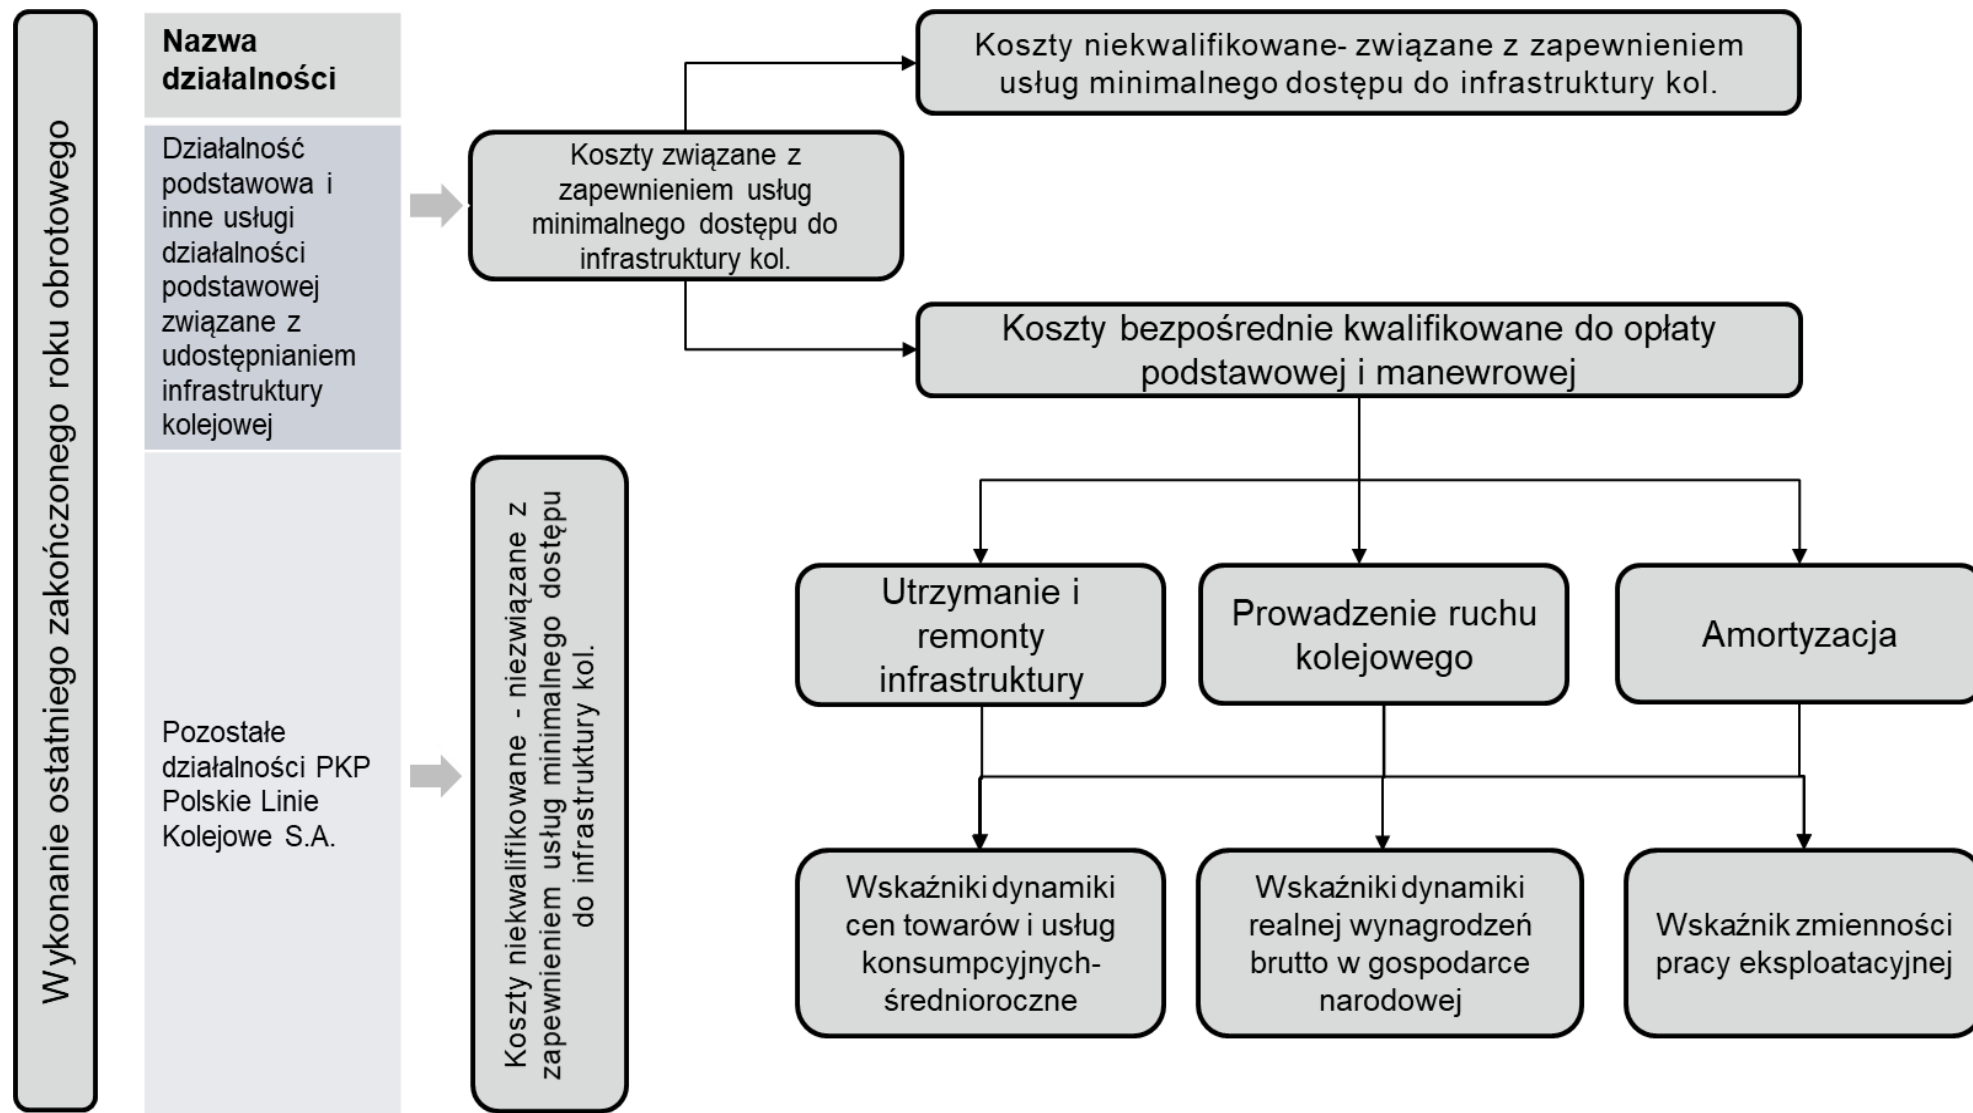 Wykonanie ostatniego zakończonego roku obrotowego
Nazwa
działalności
Działalność
podstawowa i
inne usługi
działalności
podstawowej
związane z
udostępnianiem
infrastruktury
kolejowej
Pozostałe
działalności PKP
Polskie Linie
Kolejowe S.A.
Koszty związane z
zapewnieniem usług
minimalnego dostępu do
infrastruktury kol.
Koszty niekwalifikowane - niezwiązane z
zapewnieniem usług minimalnego dostępu
do infrastruktury kol.
Koszty niekwalifikowane- związane z zapewnieniem
usług minimalnego dostępu do infrastruktury kol.
Koszty bezpośrednie kwalifikowane do opłaty
podstawowej i manewrowej
Utrzymanie i
remonty
infrastruktury
Prowadzenie ruchu
kolejowego
Amortyzacja
Wskaźniki dynamiki
cen towarów i usług
konsumpcyjnych-
średnioroczne
Wskaźniki dynamiki
realnej wynagrodzeń
brutto w gospodarce
narodowej
Wskaźnik zmienności
pracy eksploatacyjnej